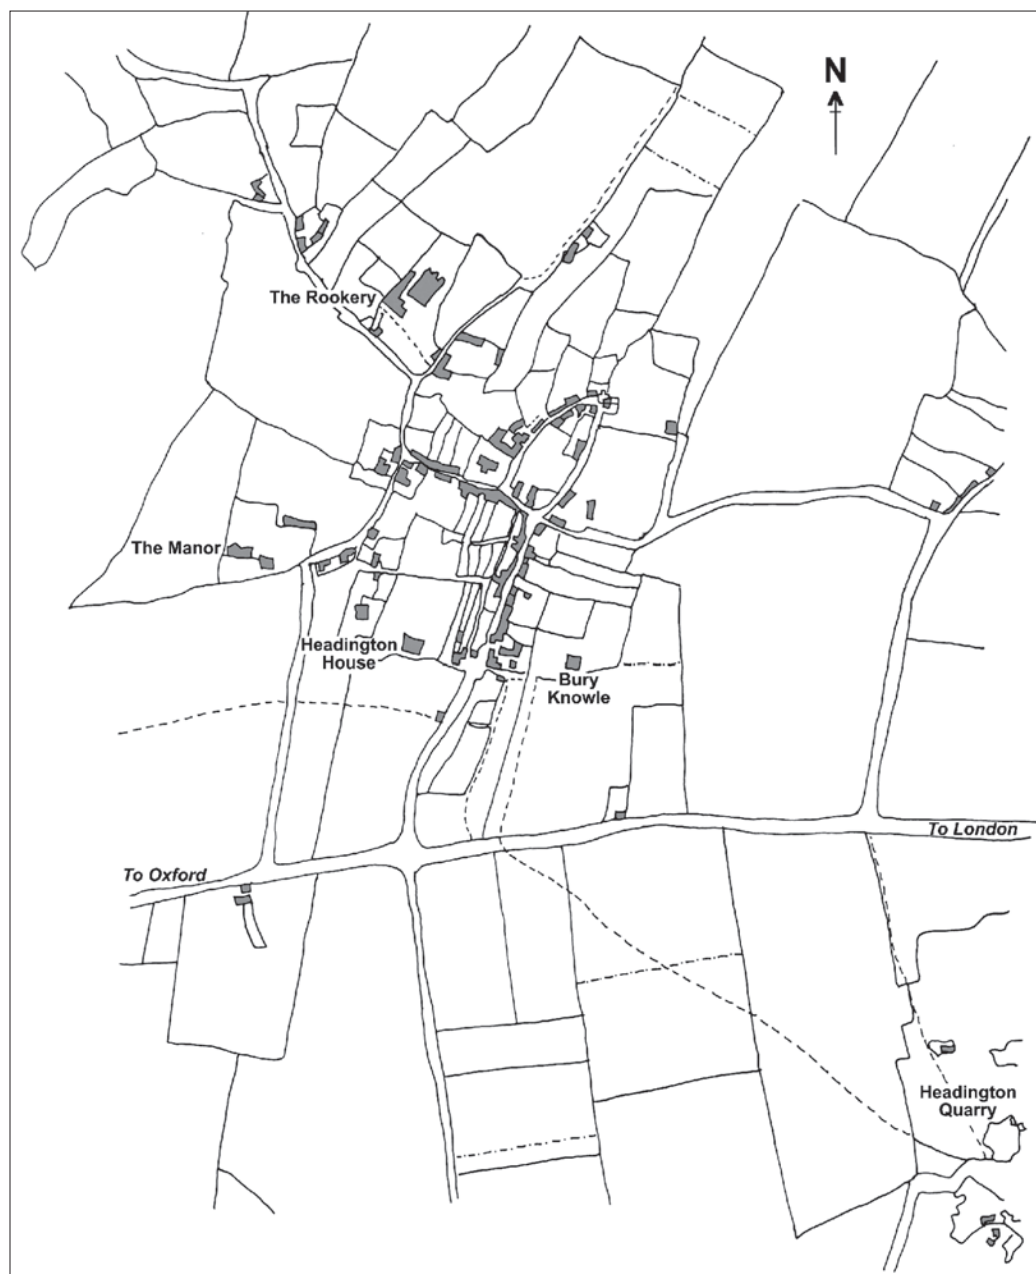 N
The Rookery
The Manor
Headington
House
Bury
Knowle
To London
To Oxford
Headington
Quarry